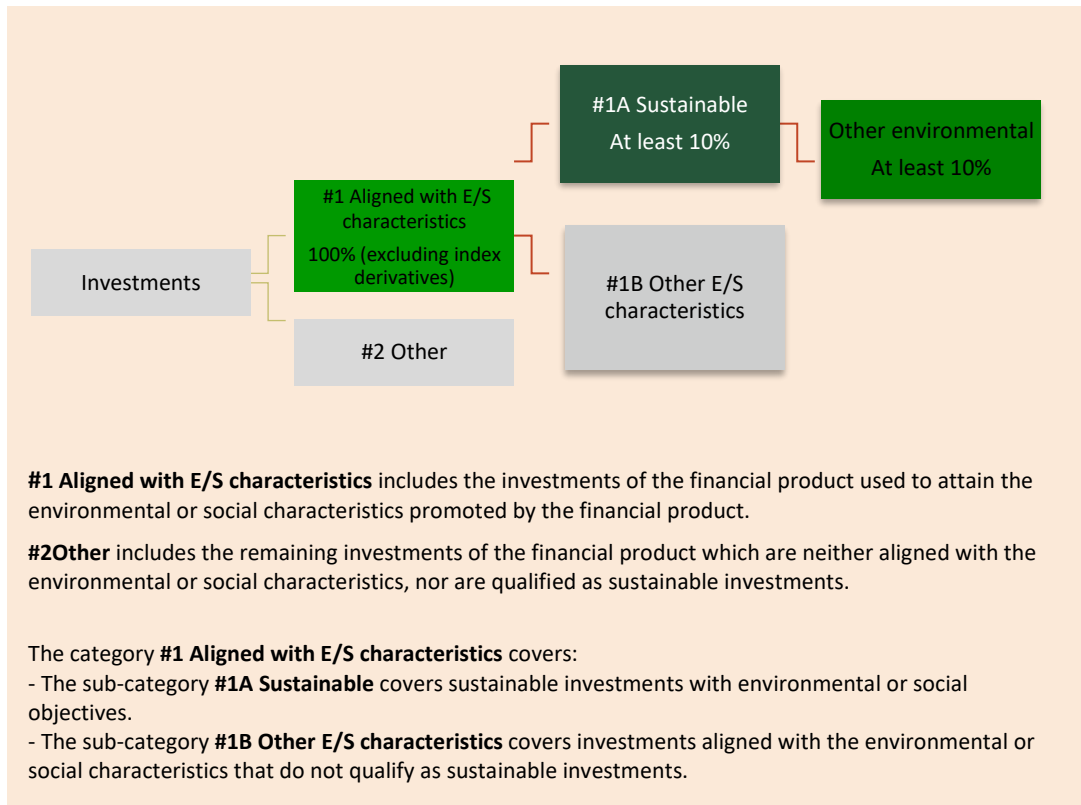 #1A Sustainable
At least 10%
Other environmental
At least 10%
#1 Aligned with E/S
characteristics
100% (excluding index
derivatives)
Investments
#1B Other E/S
characteristics
#2 Other
#1 Aligned with E/S characteristics includes the investments of the financial product used to attain the
environmental or social characteristics promoted by the financial product.
#2Other includes the remaining investments of the financial product which are neither aligned with the
environmental or social characteristics, nor are qualified as sustainable investments.
The category #1 Aligned with E/S characteristics covers:
- The sub-category #1A Sustainable covers sustainable investments with environmental or social
objectives.
- The sub-category #1B Other E/S characteristics covers investments aligned with the environmental or
social characteristics that do not qualify as sustainable investments.